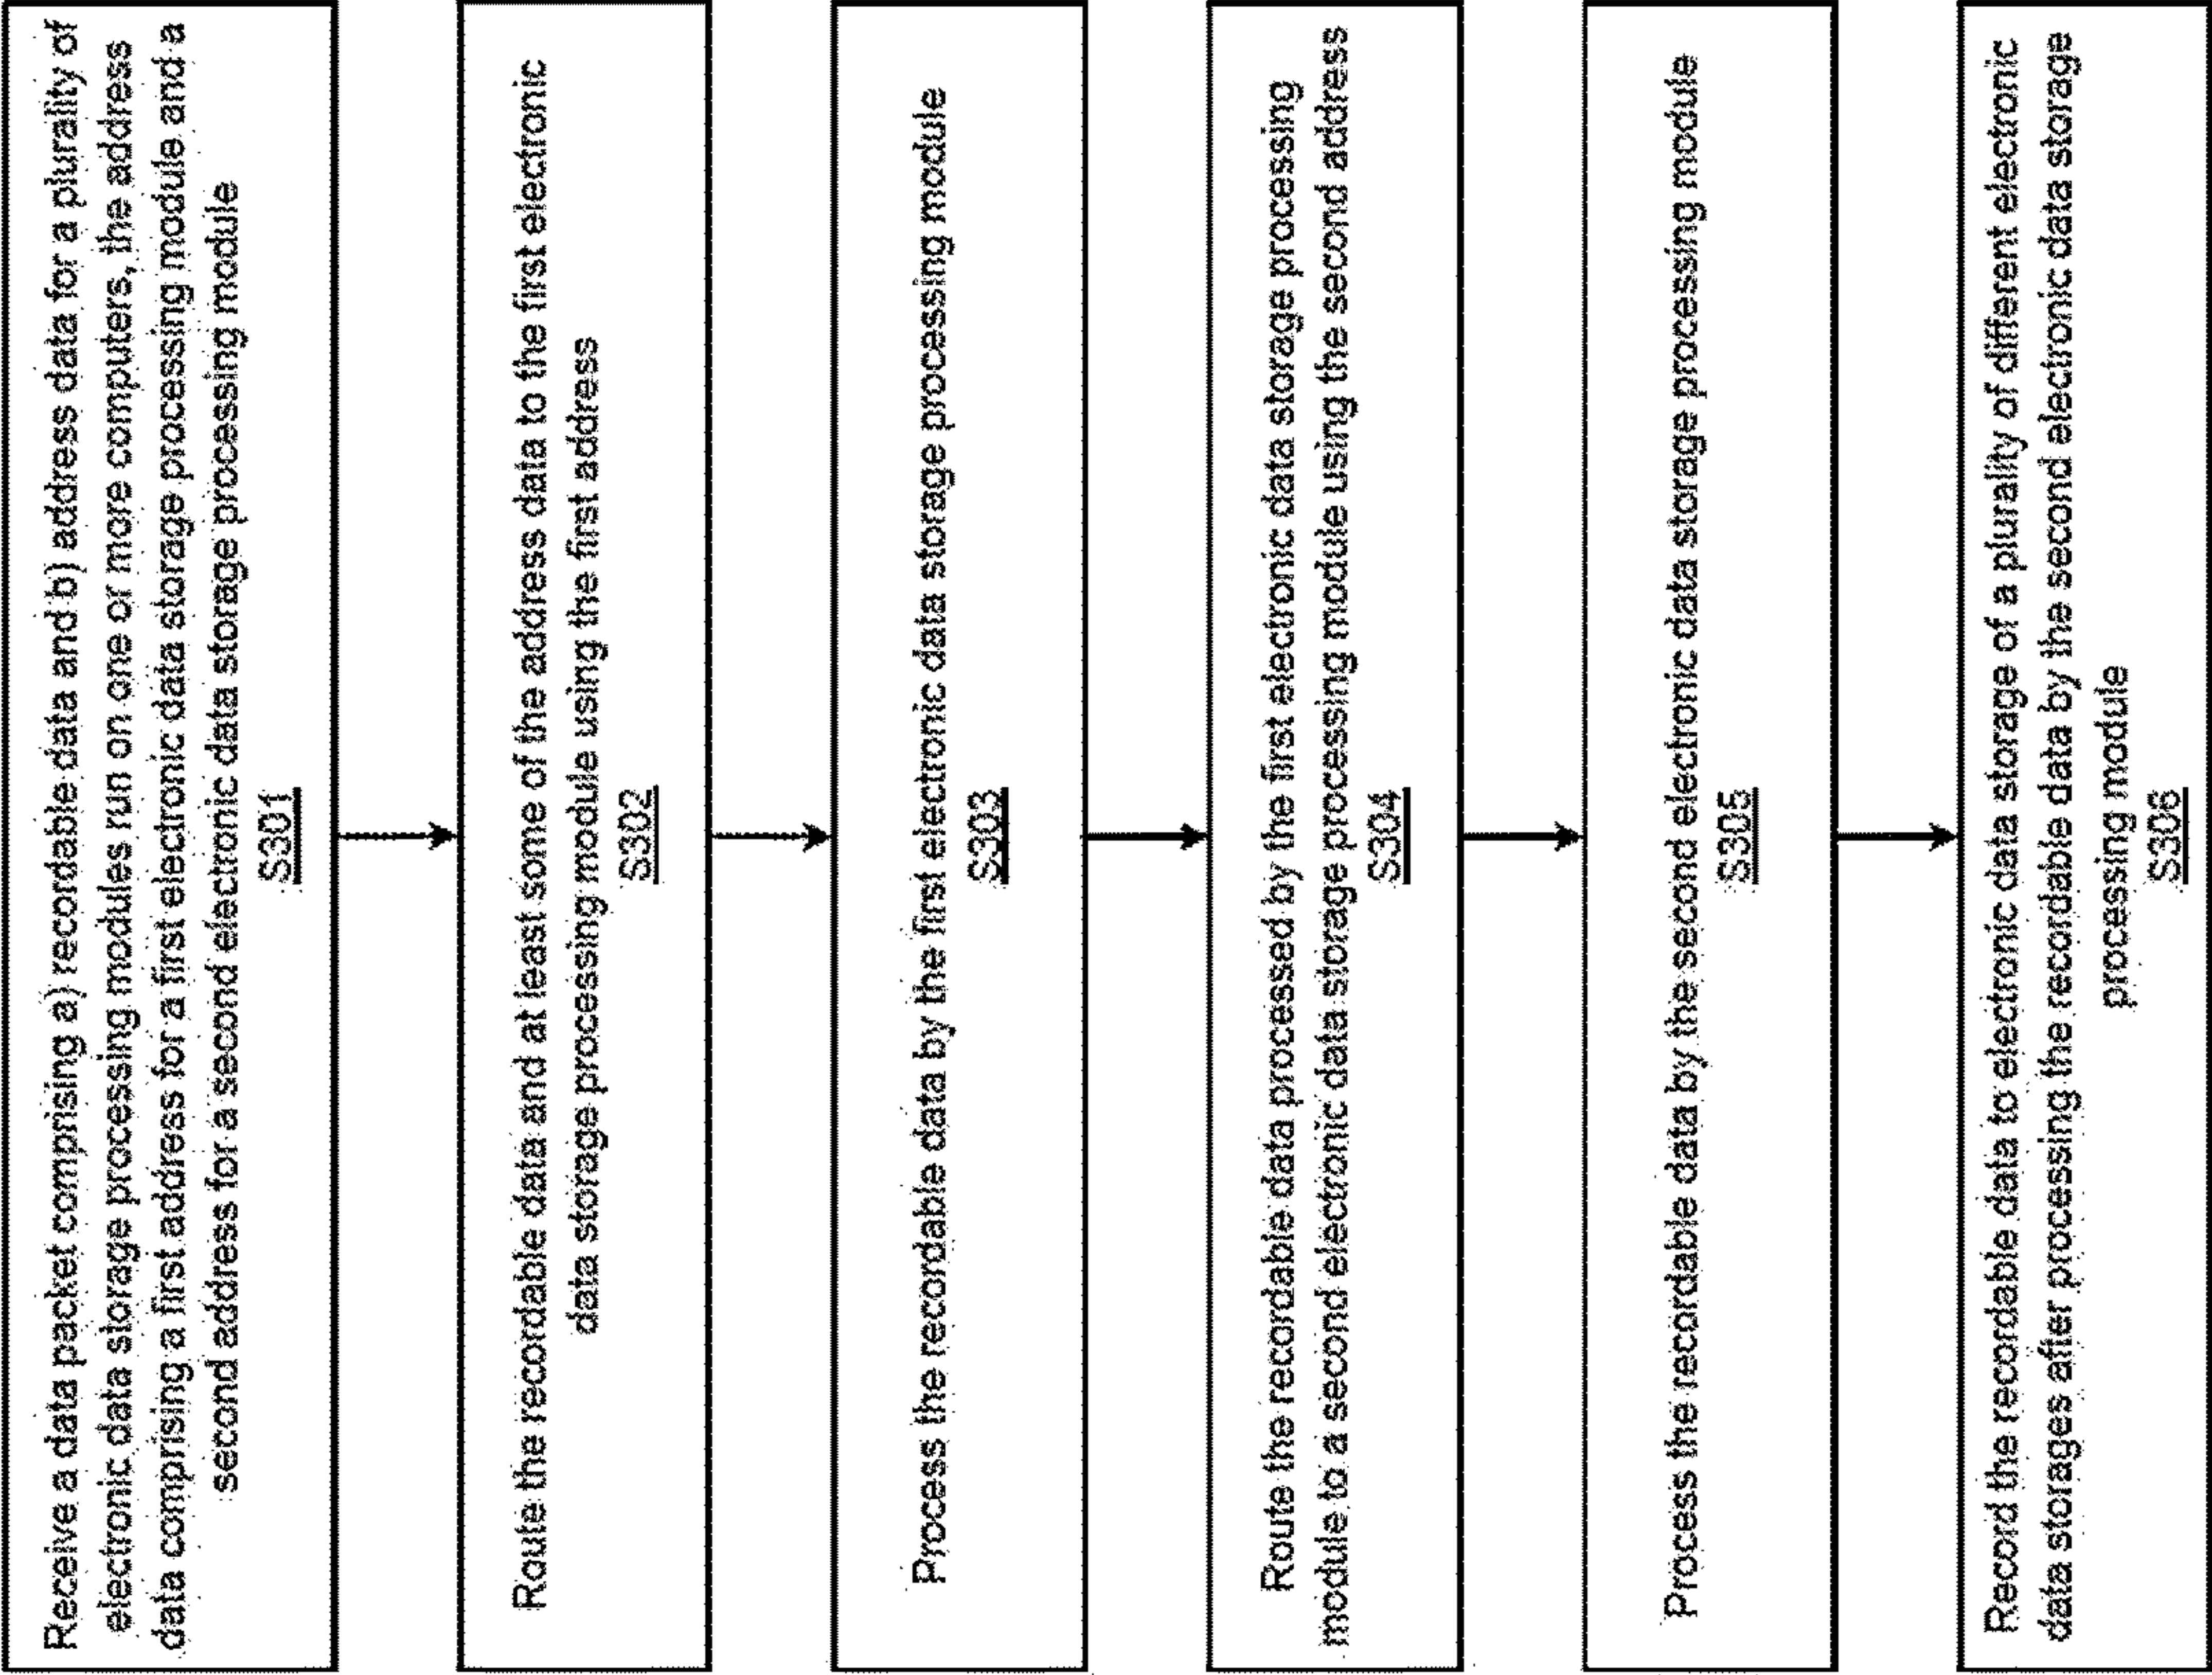 Receive a data packet comprising a) recordable data and b) address data for a plurality of
electronic data storage processing modules run on one or more computers, the address
data comprising a first address for a first electronic data storage processing module and a
second address for a second electronic data storage processing module
S301
Route the recordable data and at least some of the address data to the first electronic
data storage processing module using the first address
S302
Process the recordable data by the first electronic data storage processing module
S303
Route the recordable data processed by the first electronic data storage processing
module to a second electronic data storage processing module using the second address
S304
Process the recordable data by the second electronic data storage processing module
S305
Record the recordable data to electronic data storage of a plurality of different electronic
data storages after processing the recordable data by the second electronic data storage
processing module
S306